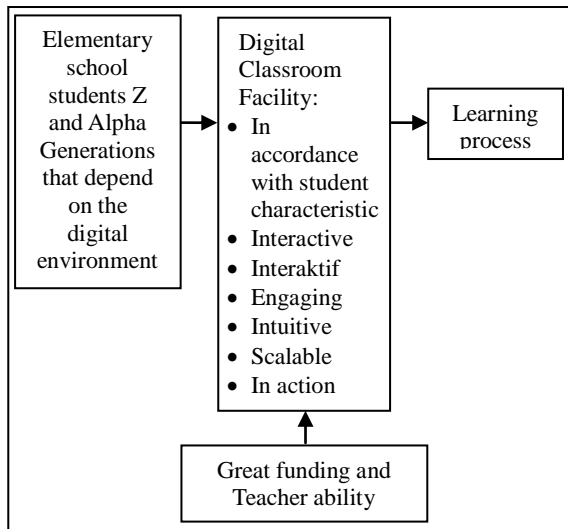 Elementary
school
students Z
and Alpha
Generations
that depend
on the
digital
environment
Digital
Classroom
Facility:
• In
accordance
with student
characteristic
• Interactive
• Interaktif
• Engaging
• Intuitive
• Scalable
• In action
Learning
process
Great funding and
Teacher ability